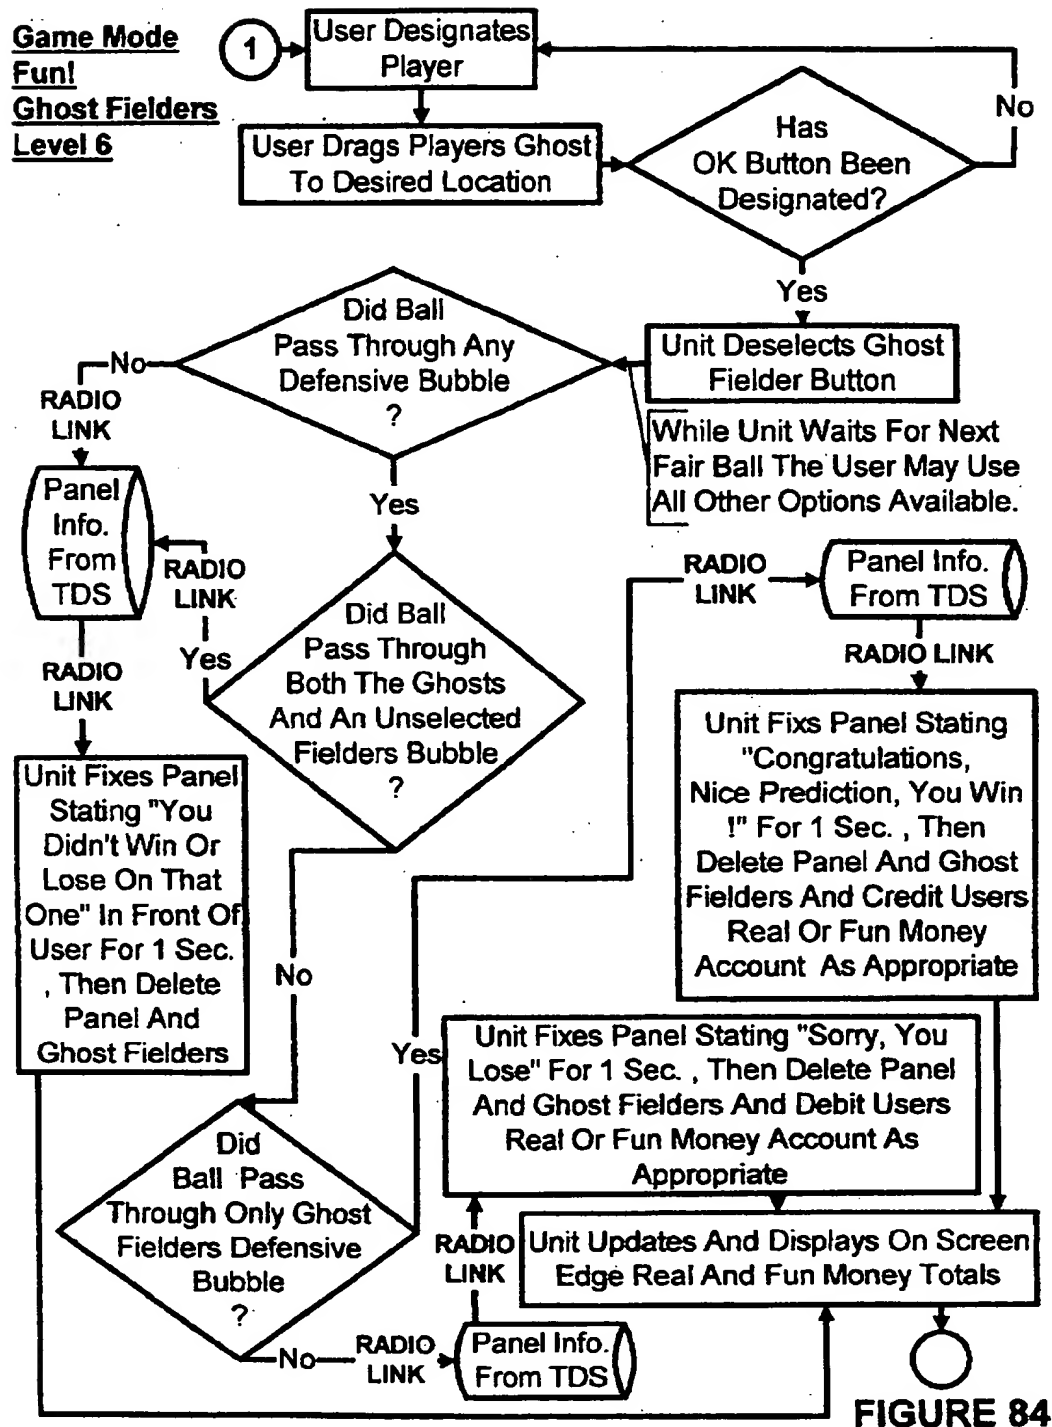 Game Mode
Fun!
Ghost Fielders
Level 6
1
User Designates
Player
User Drags Players Ghost
To Desired Location
Has
OK Button Been
Designated?
No
Yes
Unit Deselects Ghost
Fielder Button
While Unit Waits For Next
Fair Ball The User May Use
All Other Options Available.
Did Ball
Pass Through Any
Defensive Bubble
?
No
RADIO
LINK
Panel
Info.
From
TDS
Yes
RADIO
LINK
Yes
Did Ball
Pass Through
Both The Ghosts
And An Unselected
Fielders Bubble
?
RADIO
LINK
Panel Info.
From TDS
RADIO LINK
RADIO
LINK
Unit Fixes Panel
Stating "You
Didn't Win Or
Lose On That
One" In Front Of
User For 1 Sec.
, Then Delete
Panel And
Ghost Fielders
Unit Fixs Panel Stating
"Congratulations,
Nice Prediction, You Win
!" For 1 Sec. , Then
Delete Panel And Ghost
Fielders And Credit Users
Real Or Fun Money
Account As Appropriate
No
Yes
Unit Fixes Panel Stating "Sorry, You
Lose" For 1 Sec. , Then Delete Panel
And Ghost Fielders And Debit Users
Real Or Fun Money Account As
Appropriate
Did
Ball Pass
Through Only Ghost
Fielders Defensive
Bubble
?
RADIO
LINK
Unit Updates And Displays On Screen
Edge Real And Fun Money Totals
No
RADIO
LINK
Panel Info.
From TDS
FIGURE 84